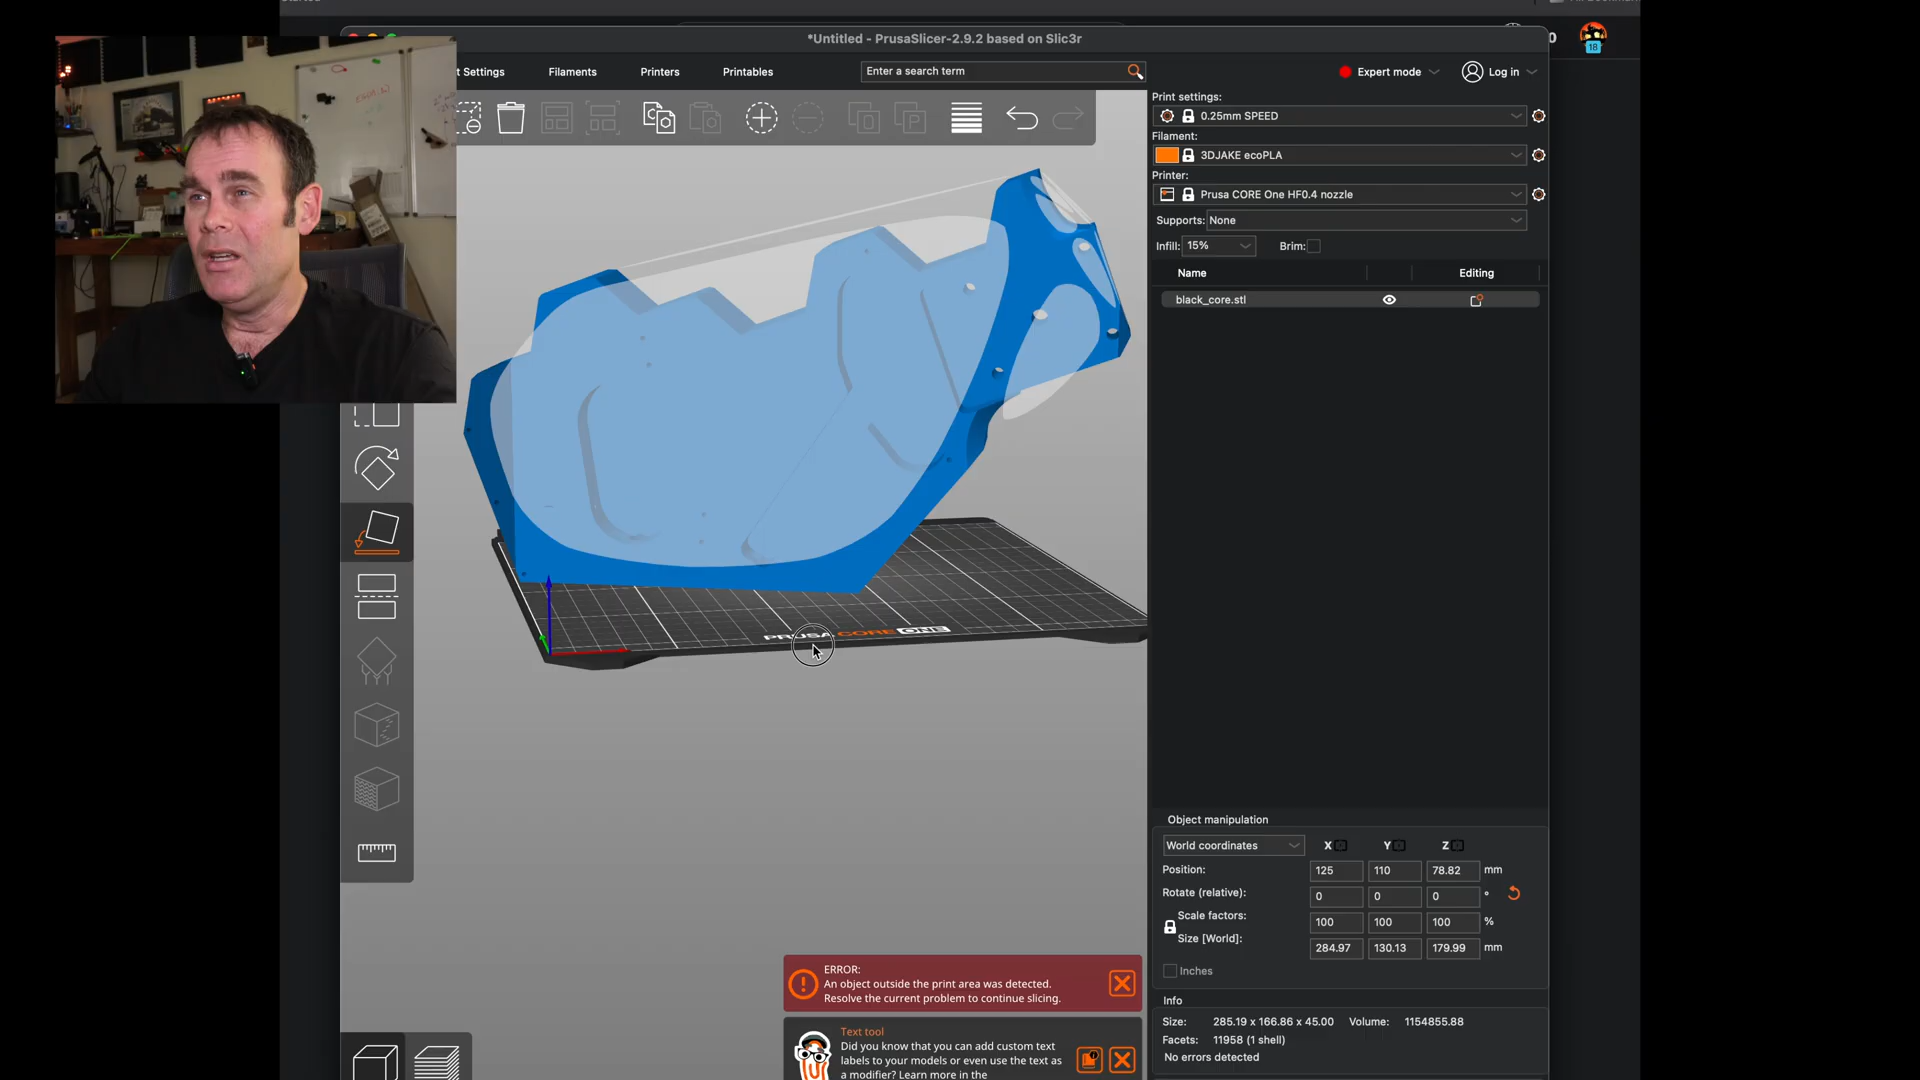 *Untitled - PrusaSlicer-2.9.2 based on Slic3r
t Settings
Filaments
Printers
Printables
Enter a search term
Expert mode
Log in
18
Print settings:
0.25mm SPEED
Filament:
3DJAKE ecoPLA
Printer:
Prusa CORE One HF0.4 nozzle
Supports: None
Infill: 15%
Brim:
Name
Editing
black_core.stl
PRUSA CORE ONE
Object manipulation
World coordinates
X
Y
Z
Position:
125
110
78.82
mm
Rotate (relative):
0
0
0
°
Scale factors:
100
100
100
%
Size [World]:
284.97
130.13
179.99
mm
Inches
Info
Size:
285.19 x 166.86 x 45.00
Volume:
1154855.88
Facets:
11958 (1 shell)
No errors detected
ERROR:
An object outside the print area was detected.
Resolve the current problem to continue slicing.
Text tool
Did you know that you can add custom text
labels to your models or even use the text as
a modifier? Learn more in the